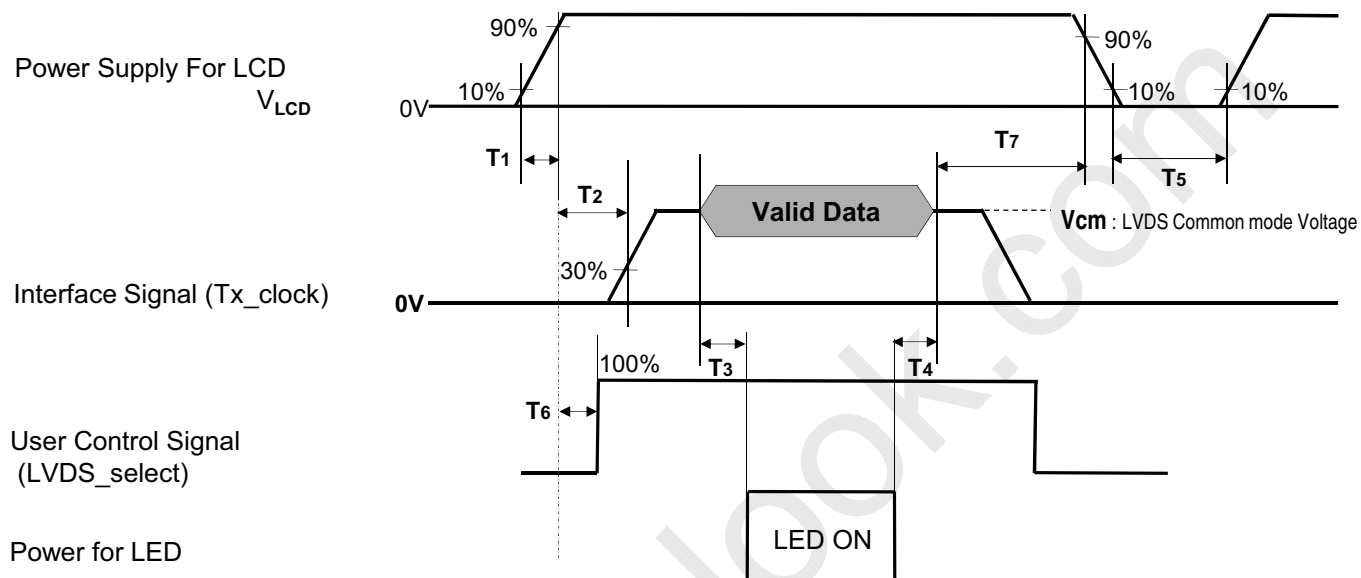 90%
90%
Power Supply For LCD
VLCD
10%
10%
10%
0V
T1
T7
T5
T2
Valid Data
Vcm : LVDS Common mode Voltage
30%
Interface Signal (Tx_clock)
0V
T3
T4
100%
T6
User Control Signal
(LVDS_select)
LED ON
Power for LED
look.com